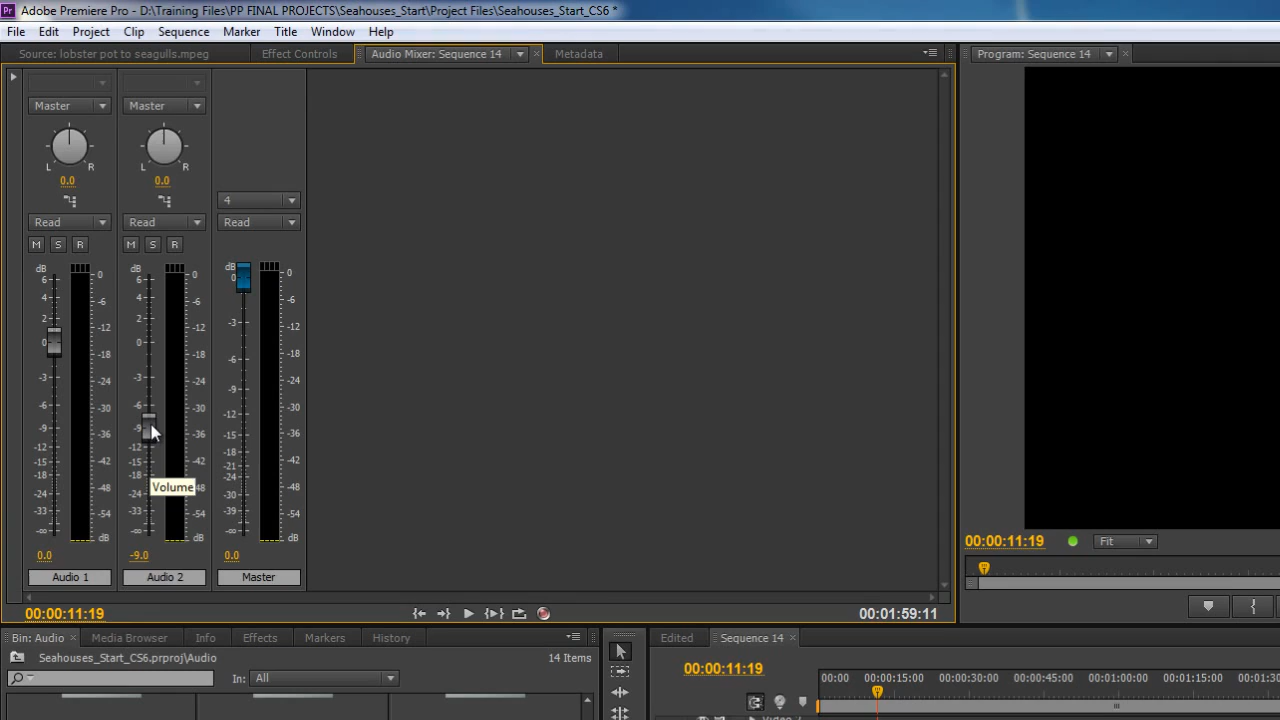 Adobe Premiere Pro - D:\Training Files\PP FINAL PROJECTS\Seahouses_Start\Project Files\Seahouses_Start_CS6 *
File Edit Project Clip Sequence Marker Title Window Help
Source: lobster pot to seagulls.mpeg Effect Controls Audio Mixer: Sequence 14 Metadata Program: Sequence 14
Master Master
L R L R
0.0 0.0
4
Read Read Read
M S R M S R
dB dB dB
6 0 6 0 0 0
4 4
-6 -6 -3 -6
2 2
-12 -12 -12
0 0
-18 -18 -6 -18
-3 -3
-24 -24 -9 -24
-6 -6
-30 -30 -12 -30
-9 -9
-36 -36 -15 -36
-12 -12
-42 -42 -18 -42
-15 -15 -21
-18 -18 -24
-48 48 -48
Volume
-24 -24 -30
-33 -33 -39
-54 -54 -54
-∞ -∞ -∞
dB dB dB
0.0 -9.0 0.0
Audio 1 Audio 2 Master
00:00:11:19 Fit
00:00:11:19 00:01:59:11
Bin: Audio Media Browser Info Effects Markers History Edited Sequence 14
Seahouses_Start_CS6.prproj\Audio 14 Items
00:00:11:19
In: All
00:00 00:00:15:00 00:00:30:00 00:00:45:00 00:01:00:00 00:01:15:00 00:01:30